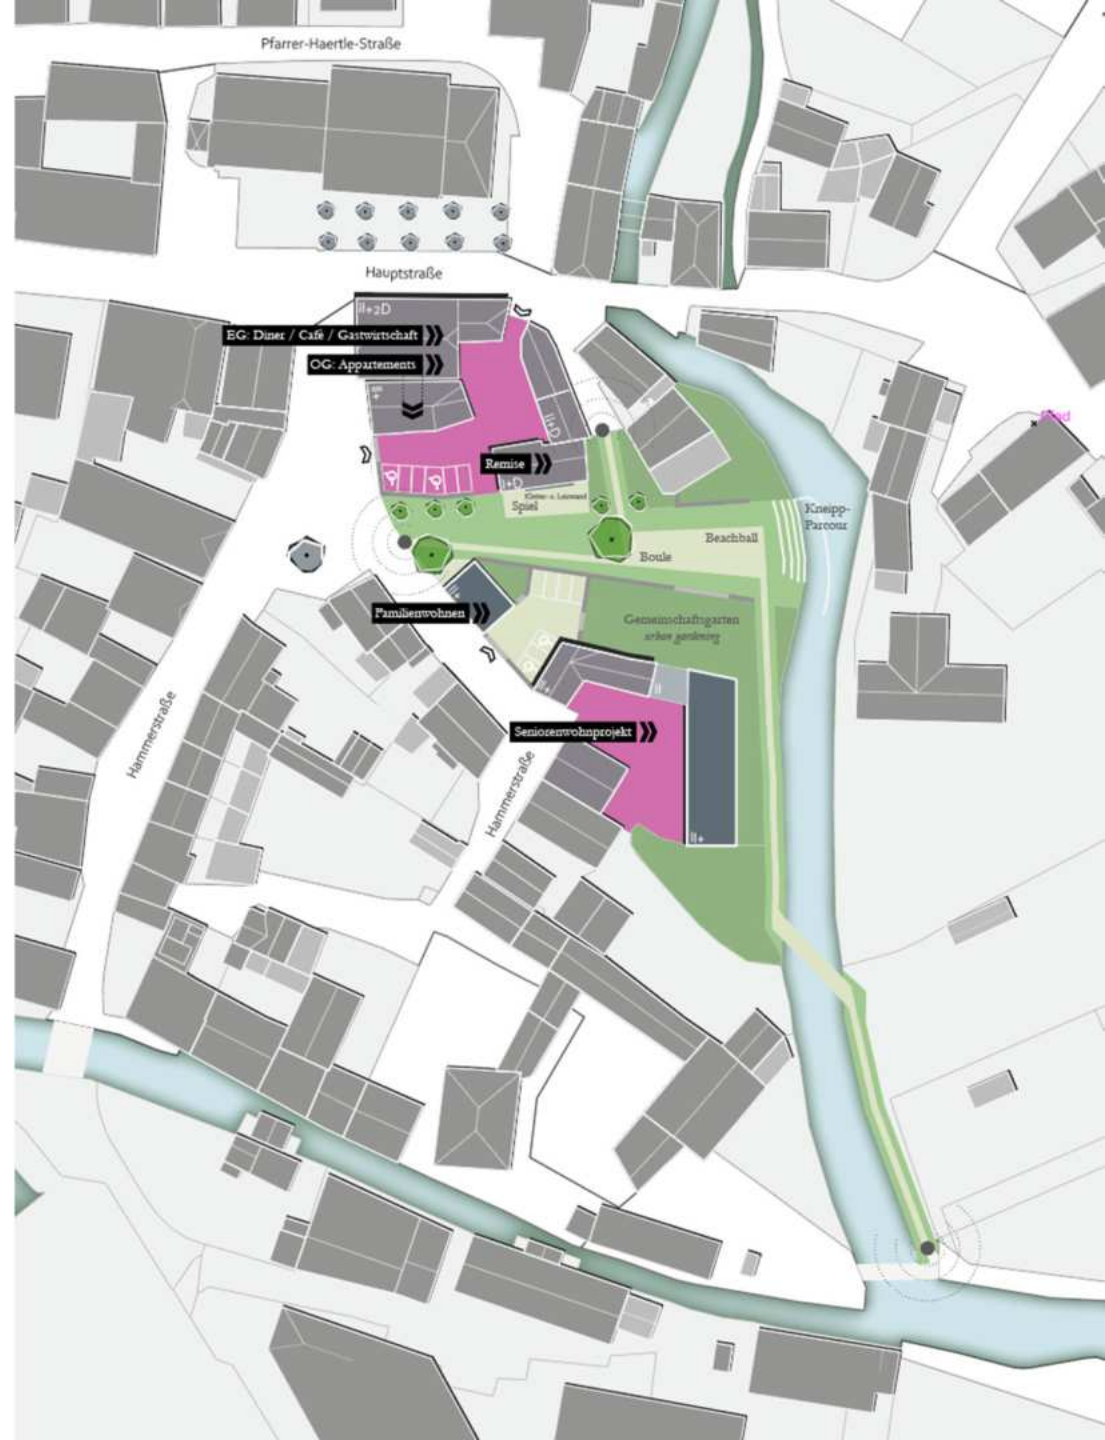 Pfarrer-Haertle-Straße
Hauptstraße
II+2D
EG: Diner / Café / Gastwirtschaft
OG: Appartements
II+D
Remise
I+D
Spiel
Kneipp-
Parcour
Beachball
Boule
Familienwohnen
Gemeinschaftsgarten
urban gardening
II
Seniorenwohnprojekt
Hammerstraße
Hammerstraße
II+